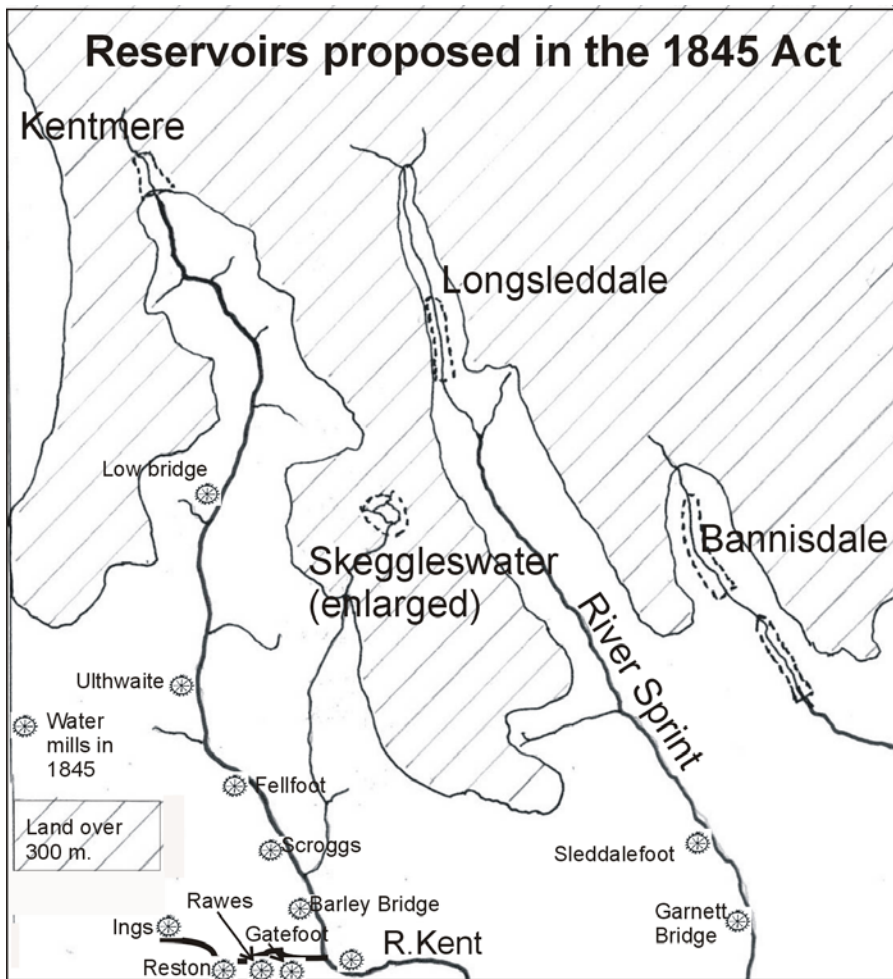 Reservoirs proposed in the 1845 Act
Kentmere
Longsleddale
Low bridge
Skeggleswater
(enlarged)
Bannisdale
River Sprint
Ulthwaite
Water
mills in
1845
Fellfoot
Land over
300 m.
Scroggs
Sleddalefoot
Rawes
Barley Bridge
Ings
Gatefoot
Garnett
Bridge
Reston
R.Kent